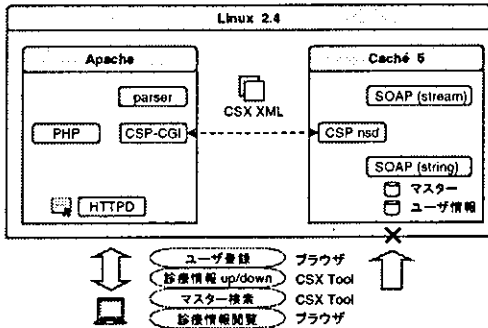 Linux 2.4
Apache
Caché 5
parser
CSX XML
SOAP (stream)
PHP
CSP-CGI
CSP nsd
SOAP (string)
マスター
ユーザ情報
HTTPD
ユーザ登録 ブラウザ
診療情報 up/down CSX Tool
マスター検索 CSX Tool
診療情報閲覧 ブラウザ